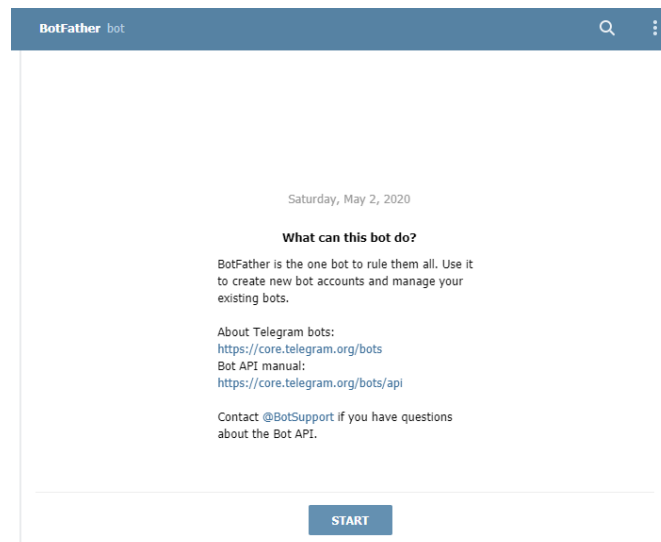 BotFather bot
Saturday, May 2, 2020
What can this bot do?
BotFather is the one bot to rule them all. Use it
to create new bot accounts and manage your
existing bots.
About Telegram bots:
https://core.telegram.org/bots
Bot API manual:
https://core.telegram.org/bots/api
Contact @BotSupport if you have questions
about the Bot API.
START